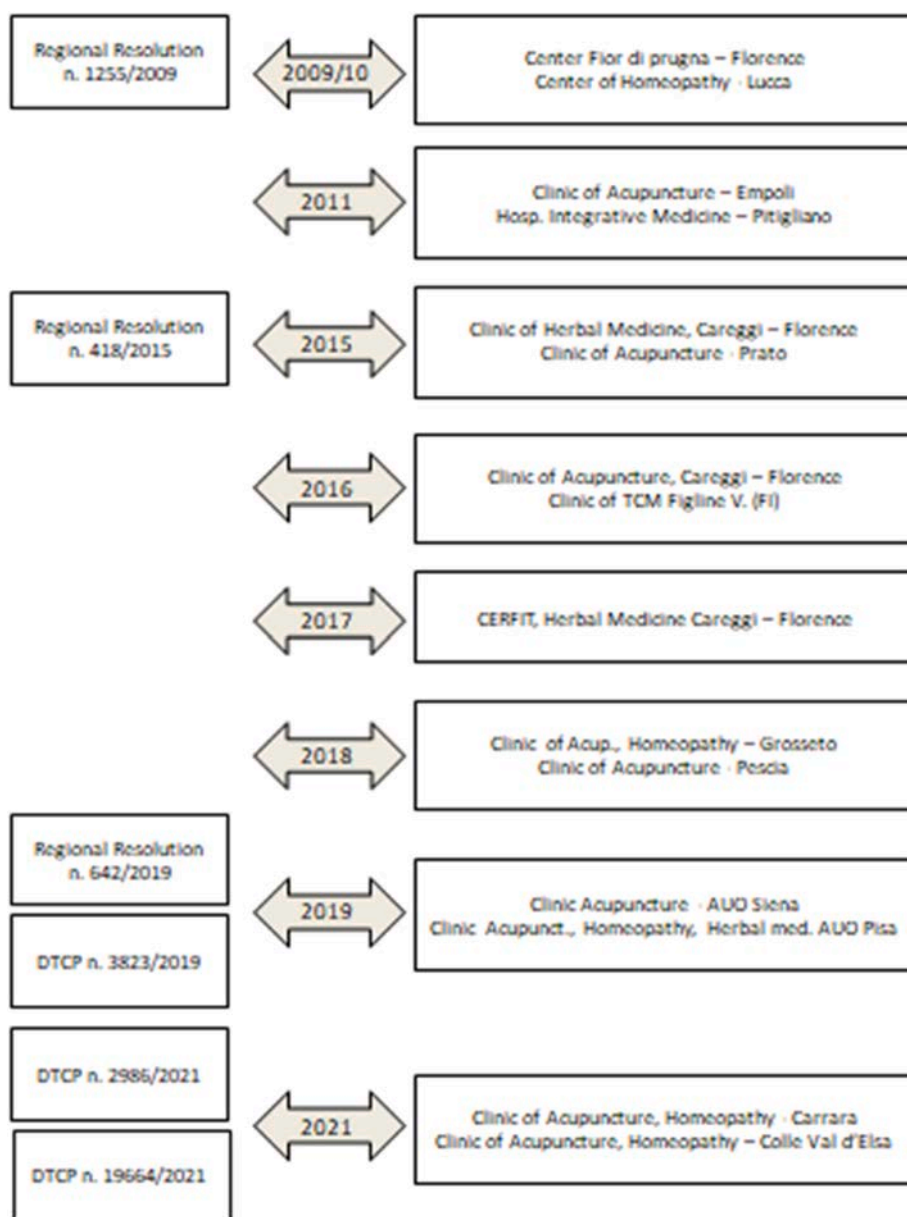 Regional Resolution
n. 1255/2009
2009/10
Center Fior di prugna – Florence
Center of Homeopathy - Lucca
2011
Clinic of Acupuncture – Empoli
Hosp. Integrative Medicine – Pitigliano
Regional Resolution
n. 418/2015
2015
Clinic of Herbal Medicine, Careggi – Florence
Clinic of Acupuncture - Prato
2016
Clinic of Acupuncture, Careggi – Florence
Clinic of TCM Figline V. (FI)
2017
CERFIT, Herbal Medicine Careggi – Florence
2018
Clinic of Acup., Homeopathy – Grosseto
Clinic of Acupuncture - Pescia
Regional Resolution
n. 642/2019
DTCP n. 3823/2019
2019
Clinic Acupuncture - AUO Siena
Clinic Acupunct., Homeopathy, Herbal med. AUO Pisa
DTCP n. 2986/2021
DTCP n. 19664/2021
2021
Clinic of Acupuncture, Homeopathy - Carrara
Clinic of Acupuncture, Homeopathy – Colle Val d'Elsa